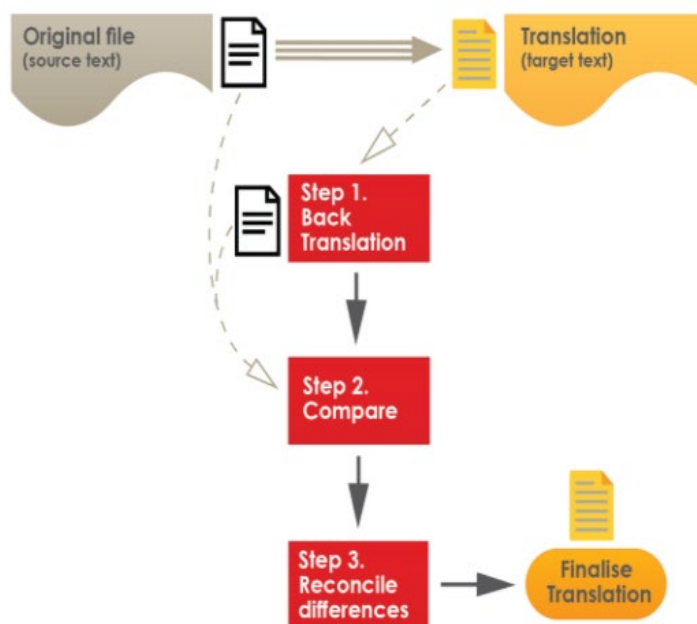 Original file
(source text)
Translation
(target text)
Step 1.
Back
Translation
Step 2.
Compare
Step 3.
Reconcile
differences
Finalise
Translation